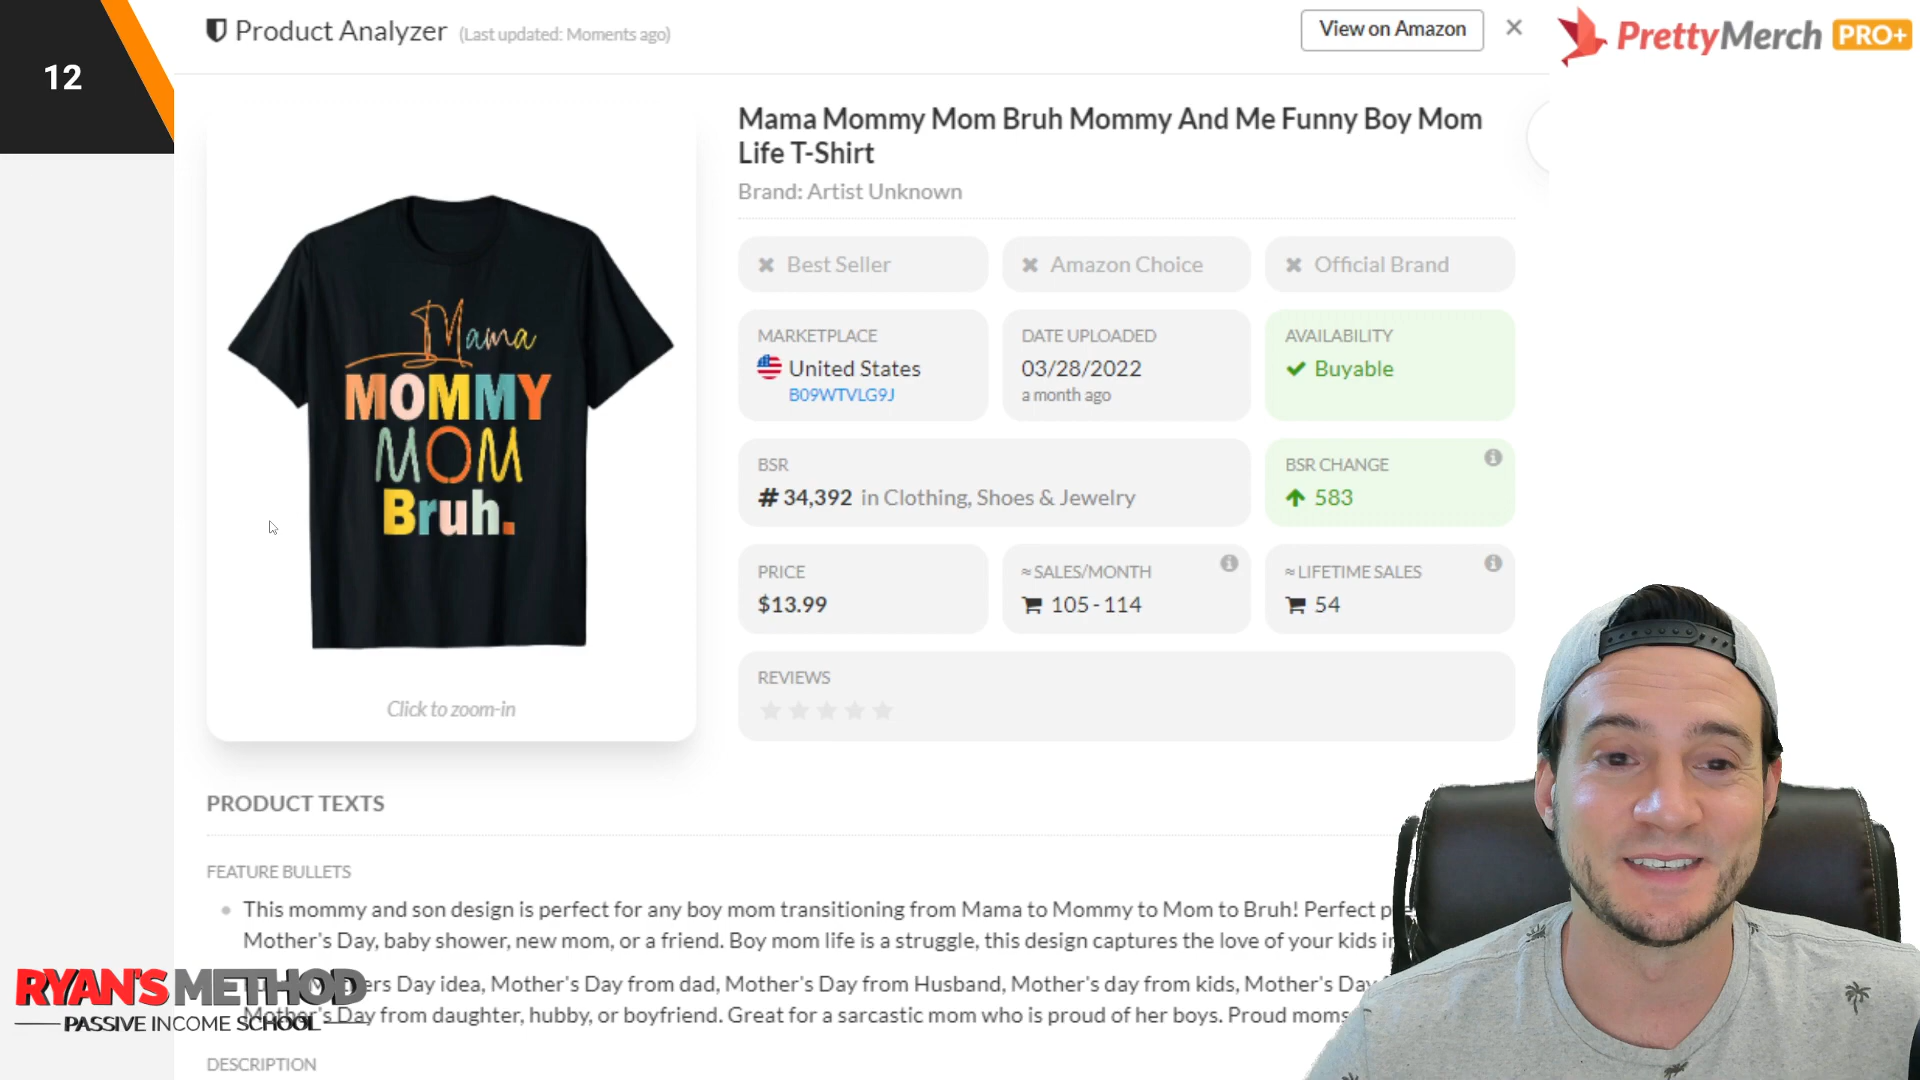 12
Product Analyzer (Last updated: Moments ago)
View on Amazon ×
PrettyMerch PRO+
Mama Mommy Mom Bruh Mommy And Me Funny Boy Mom
Life T-Shirt
Brand: Artist Unknown
Best Seller
Amazon Choice
Official Brand
MARKETPLACE
United States
B09WTVLG9J
DATE UPLOADED
03/28/2022
a month ago
AVAILABILITY
Buyable
BSR
# 34,392 in Clothing, Shoes & Jewelry
BSR CHANGE
583
PRICE
$13.99
≈ SALES/MONTH
105 - 114
≈ LIFETIME SALES
54
REVIEWS
Mama
MOMMY
MOM
Bruh.
Click to zoom-in
PRODUCT TEXTS
FEATURE BULLETS
This mommy and son design is perfect for any boy mom transitioning from Mama to Mommy to Mom to Bruh! Perfect
Mother's Day, baby shower, new mom, or a friend. Boy mom life is a struggle, this design captures the love of your kids
Day idea, Mother's Day from dad, Mother's Day from Husband, Mother's day from kids, Mother's Day
Mother's Day from daughter, hubby, or boyfriend. Great for a sarcastic mom who is proud of her boys. Proud moms
DESCRIPTION
RYAN'S METHOD
PASSIVE INCOME SCHOOL